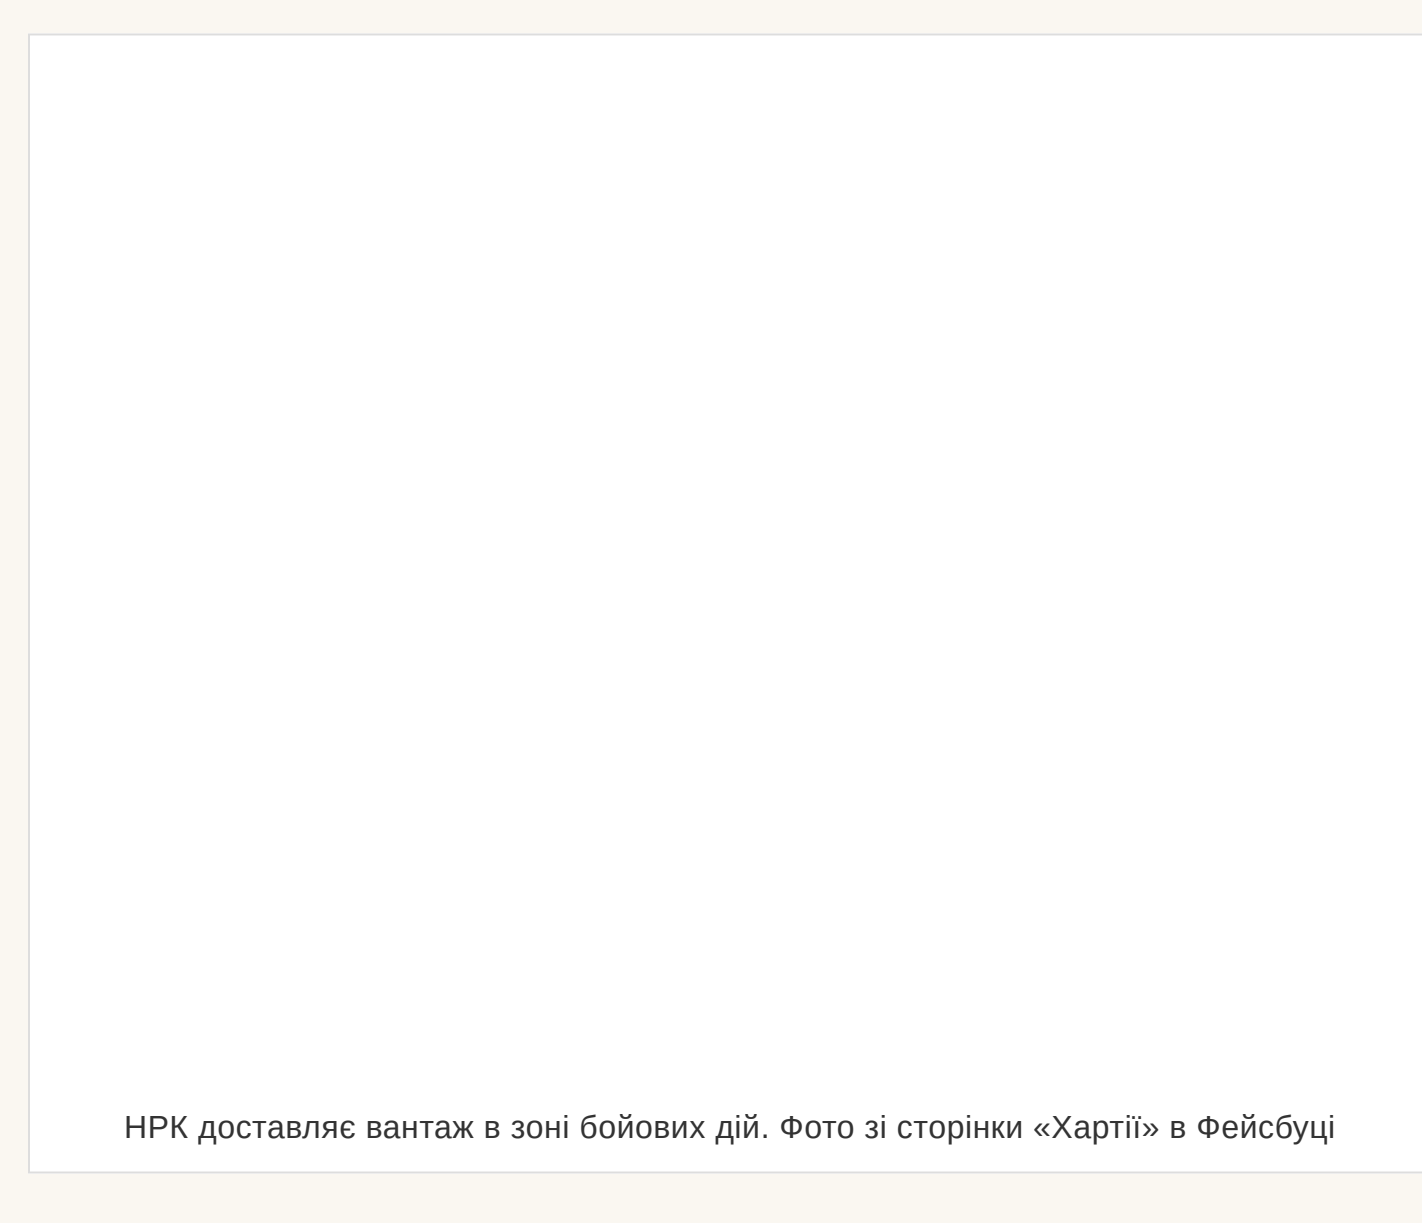 НРК доставляє вантаж в зоні бойових дій. Фото зі сторінки «Хартії» в Фейсбуці